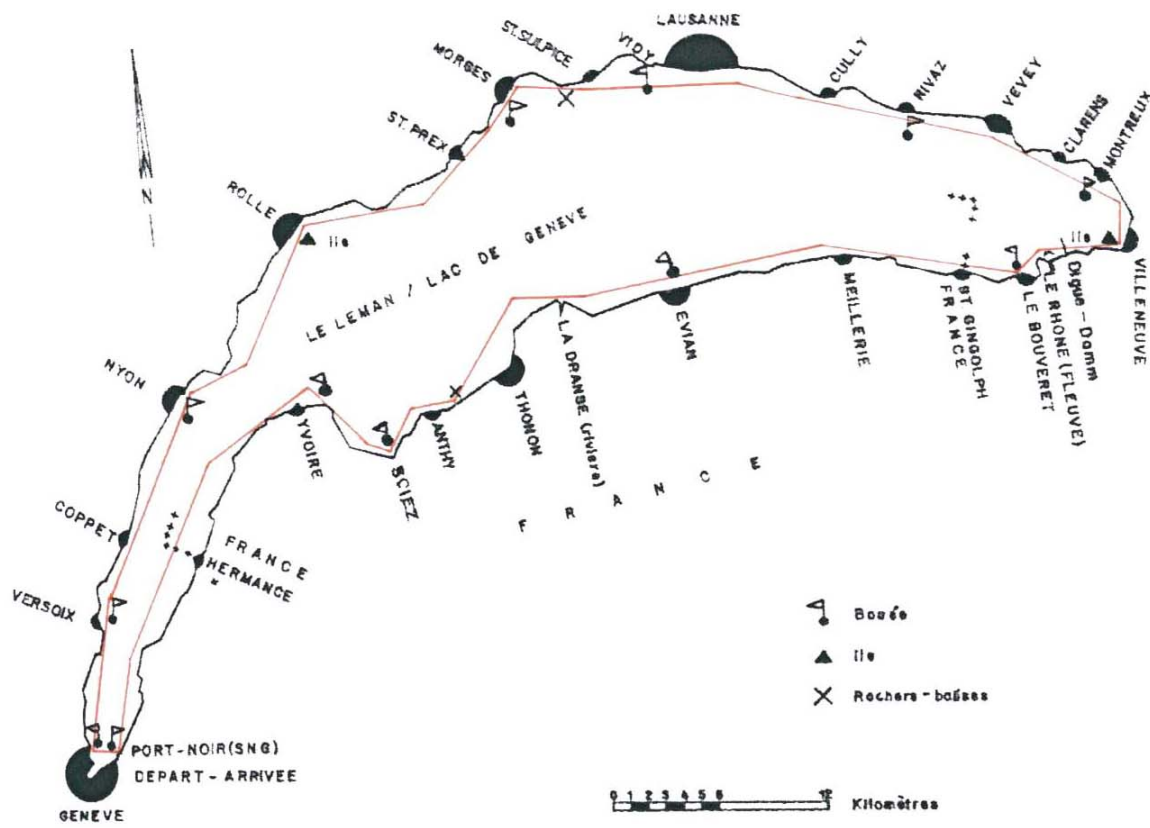 LAUSANNE
ST. SULPICE
VIDY
MORGES
CULLY
RIVAZ
VEVEY
CLARENS
MONTREUX
ST. PREX
N
ROLLE
Ile
LE LEMAN / LAC DE GENEVE
Ile
VILLENEUVE
Digue-Damm
LE RHONE (FLEUVE)
LE BOUVERET
ST GINGOLPH
FRANCE
MEILLERIE
EVIAN
LA DRANSE (riviere)
THONON
NYON
YVOIRE
SCIEZ
ANTHY
FRANCE
COPPET
FRANCE
HERMANCE
VERSOIX
Bouée
Ile
Rochers-balises
PORT-NOIR (SNG)
DEPART-ARRIVEE
GENEVE
0 1 2 3 4 5 6 12 Kilomètres